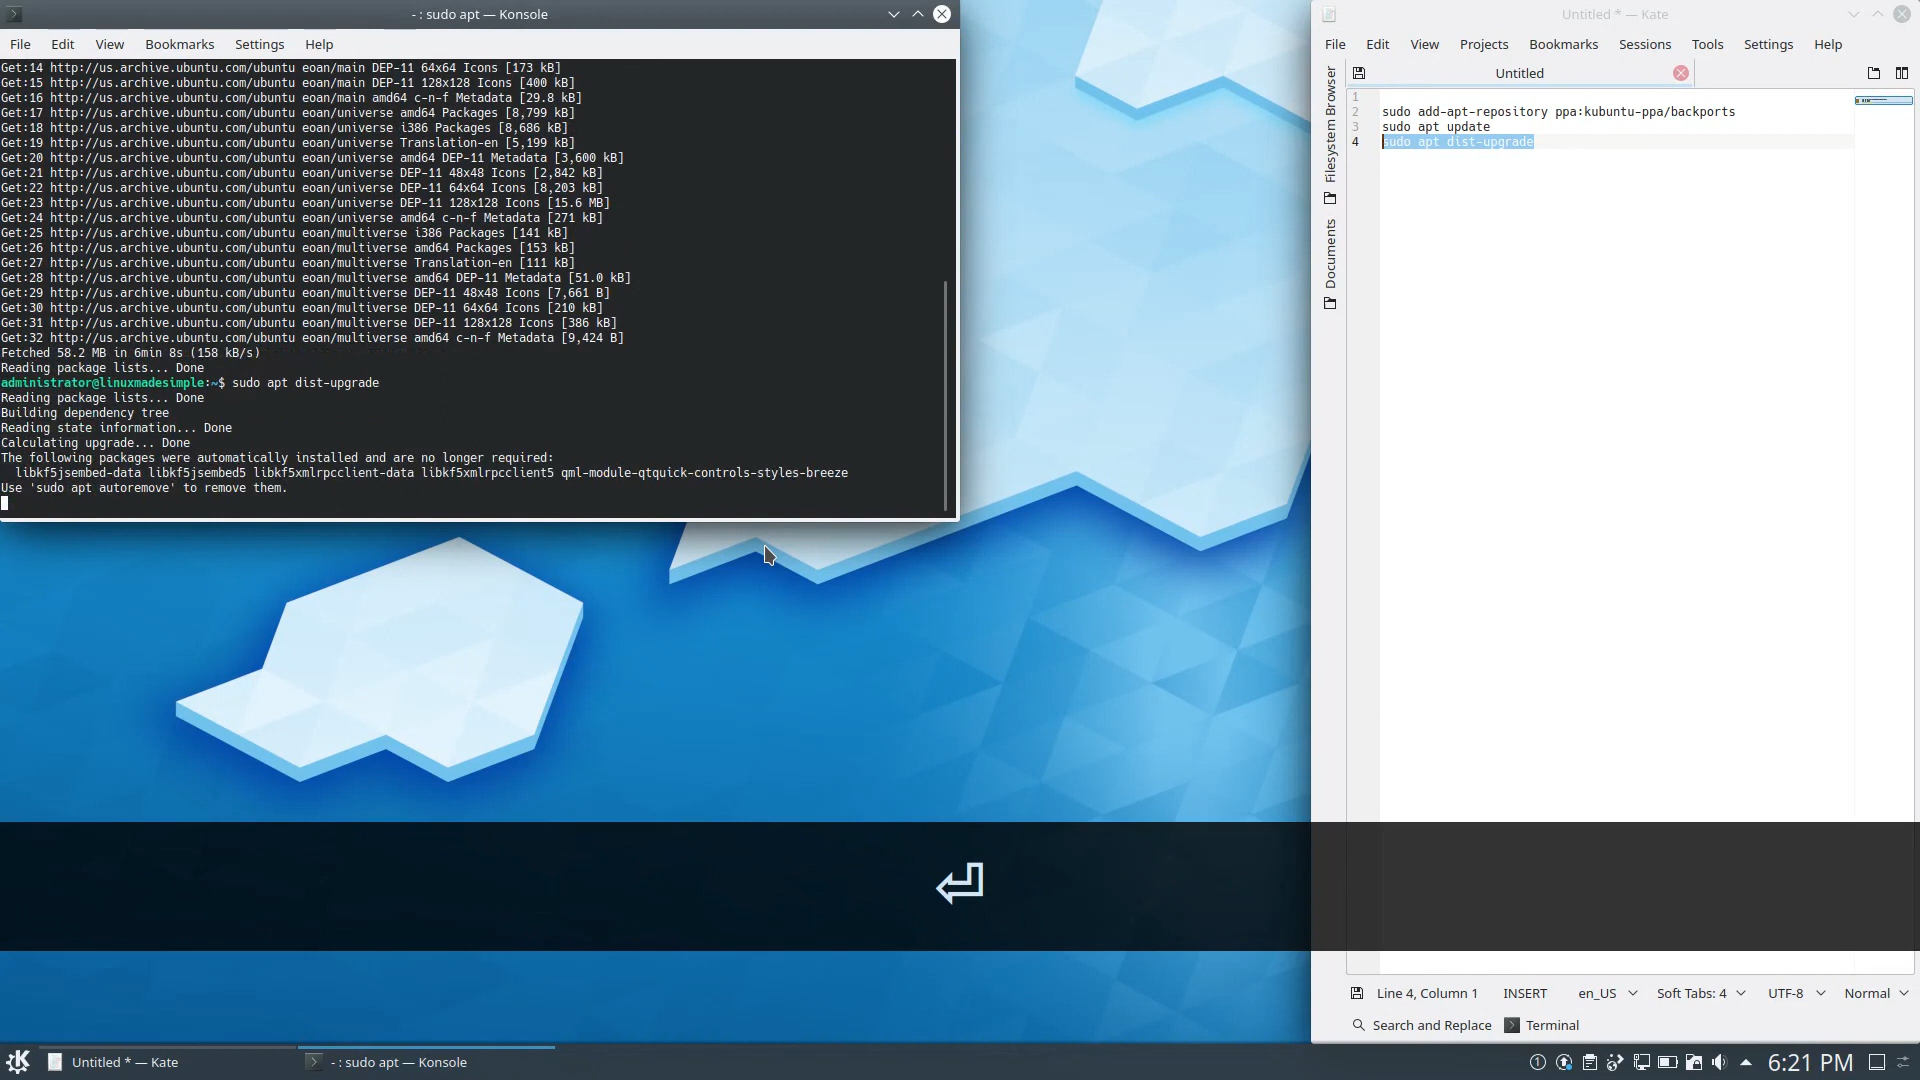 - : sudo apt — Konsole
File Edit View Bookmarks Settings Help
Get:14 http://us.archive.ubuntu.com/ubuntu eoan/main DEP-11 64x64 Icons [173 kB]
Get:15 http://us.archive.ubuntu.com/ubuntu eoan/main DEP-11 128x128 Icons [400 kB]
Get:16 http://us.archive.ubuntu.com/ubuntu eoan/main amd64 c-n-f Metadata [29.8 kB]
Get:17 http://us.archive.ubuntu.com/ubuntu eoan/universe amd64 Packages [8,799 kB]
Get:18 http://us.archive.ubuntu.com/ubuntu eoan/universe i386 Packages [8,686 kB]
Get:19 http://us.archive.ubuntu.com/ubuntu eoan/universe Translation-en [5,199 kB]
Get:20 http://us.archive.ubuntu.com/ubuntu eoan/universe amd64 DEP-11 Metadata [3,600 kB]
Get:21 http://us.archive.ubuntu.com/ubuntu eoan/universe DEP-11 48x48 Icons [2,842 kB]
Get:22 http://us.archive.ubuntu.com/ubuntu eoan/universe DEP-11 64x64 Icons [8,203 kB]
Get:23 http://us.archive.ubuntu.com/ubuntu eoan/universe DEP-11 128x128 Icons [15.6 MB]
Get:24 http://us.archive.ubuntu.com/ubuntu eoan/universe amd64 c-n-f Metadata [271 kB]
Get:25 http://us.archive.ubuntu.com/ubuntu eoan/multiverse i386 Packages [141 kB]
Get:26 http://us.archive.ubuntu.com/ubuntu eoan/multiverse amd64 Packages [153 kB]
Get:27 http://us.archive.ubuntu.com/ubuntu eoan/multiverse Translation-en [111 kB]
Get:28 http://us.archive.ubuntu.com/ubuntu eoan/multiverse amd64 DEP-11 Metadata [51.0 kB]
Get:29 http://us.archive.ubuntu.com/ubuntu eoan/multiverse DEP-11 48x48 Icons [7,661 B]
Get:30 http://us.archive.ubuntu.com/ubuntu eoan/multiverse DEP-11 64x64 Icons [210 kB]
Get:31 http://us.archive.ubuntu.com/ubuntu eoan/multiverse DEP-11 128x128 Icons [386 kB]
Get:32 http://us.archive.ubuntu.com/ubuntu eoan/multiverse amd64 c-n-f Metadata [9,424 B]
Fetched 58.2 MB in 6min 8s (158 kB/s)
Reading package lists... Done
administrator@linuxmadesimple:~$ sudo apt dist-upgrade
Reading package lists... Done
Building dependency tree
Reading state information... Done
Calculating upgrade... Done
The following packages were automatically installed and are no longer required:
libkf5jsembed-data libkf5jsembed5 libkf5xmlrpcclient-data libkf5xmlrpcclient5 qml-module-qtquick-controls-styles-breeze
Use 'sudo apt autoremove' to remove them.
Untitled * — Kate
File Edit View Projects Bookmarks Sessions Tools Settings Help
Untitled
Filesystem Browser
Documents
1
2 sudo add-apt-repository ppa:kubuntu-ppa/backports
3 sudo apt update
4 sudo apt dist-upgrade
Line 4, Column 1 INSERT en_US Soft Tabs: 4 UTF-8 Normal
Search and Replace Terminal
Untitled * — Kate
- : sudo apt — Konsole
6:21 PM